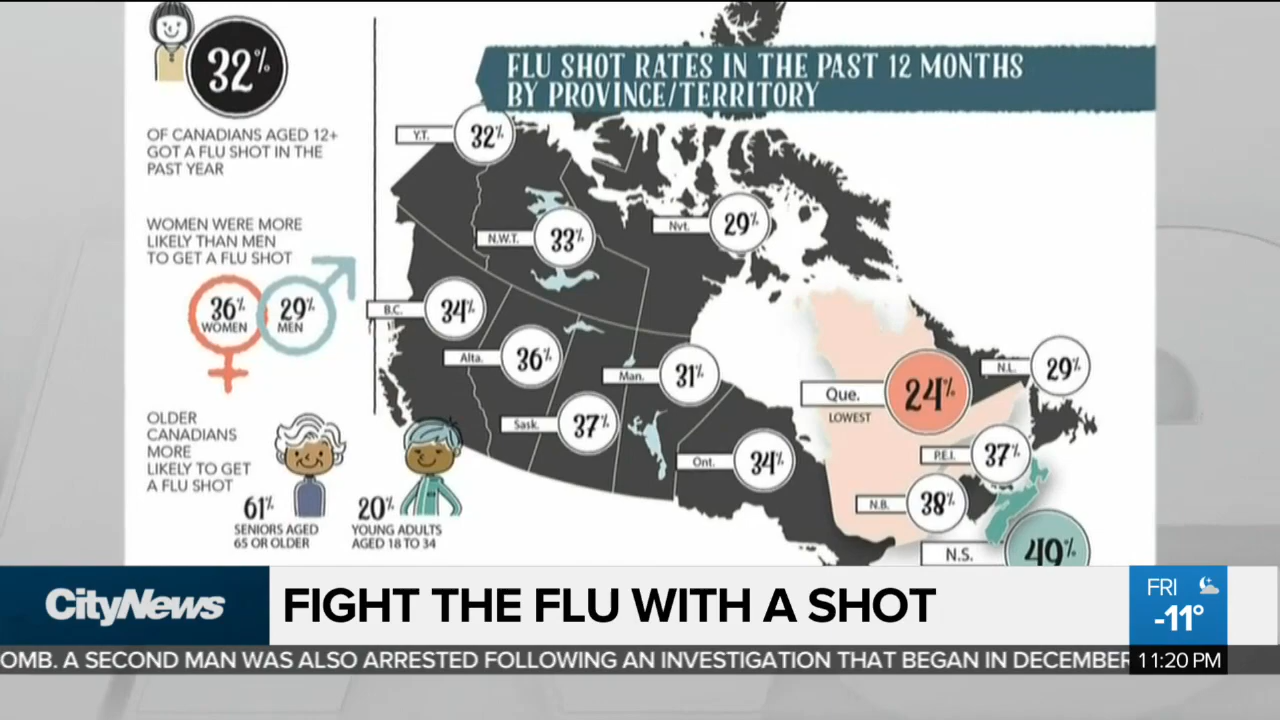 32%
OF CANADIANS AGED 12+
GOT A FLU SHOT IN THE
PAST YEAR
WOMEN WERE MORE
LIKELY THAN MEN
TO GET A FLU SHOT
36%
WOMEN
29%
MEN
OLDER
CANADIANS
MORE
LIKELY TO GET
A FLU SHOT
61%
SENIORS AGED
65 OR OLDER
20%
YOUNG ADULTS
AGED 18 TO 34
FLU SHOT RATES IN THE PAST 12 MONTHS
BY PROVINCE/TERRITORY
Y.T. 32%
N.W.T. 33%
Nvt. 29%
B.C. 34%
Alta. 36%
Man. 31%
Sask. 37%
Ont. 34%
Que. 24%
LOWEST
N.L. 29%
P.E.I. 37%
N.B. 38%
N.S. 49%
CityNews
FIGHT THE FLU WITH A SHOT
FRI
-11°
OMB. A SECOND MAN WAS ALSO ARRESTED FOLLOWING AN INVESTIGATION THAT BEGAN IN DECEMBER
11:20 PM